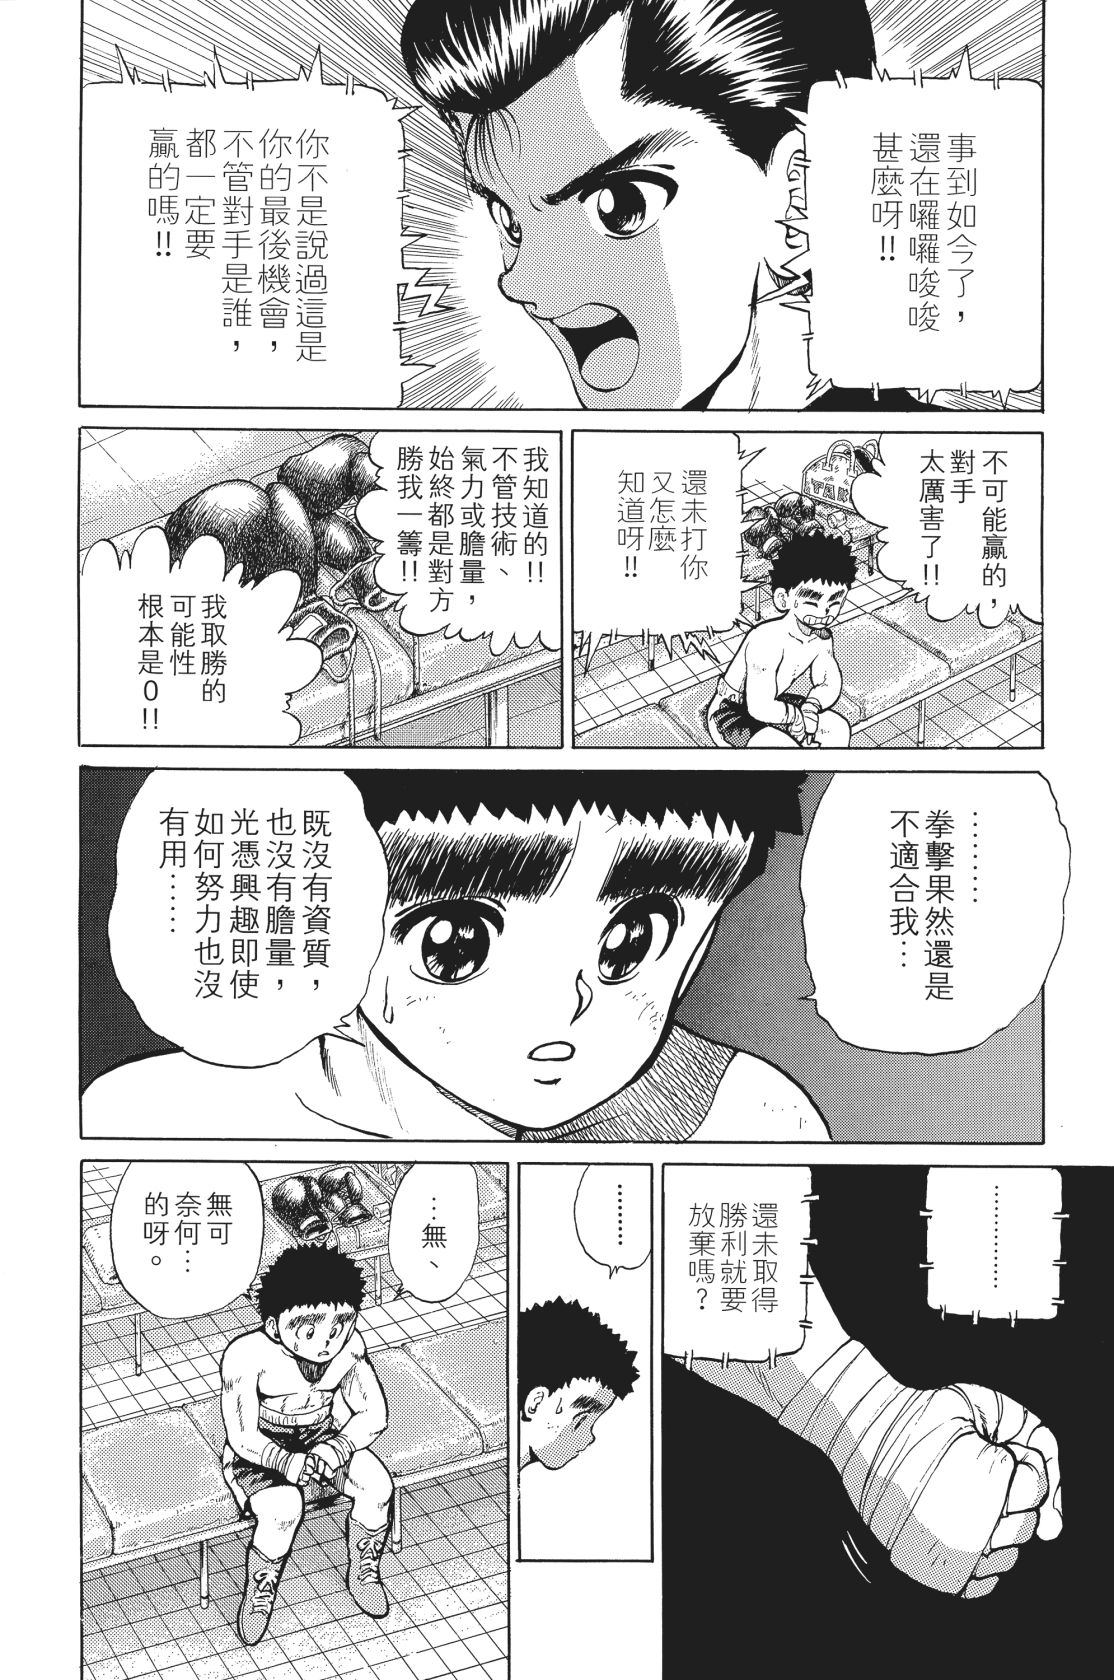 事到如今了，
還在囉囉唆唆
甚麼呀!!
你不是說過這是
你的最後機會，
不管對手是誰，
都一定要
贏的嗎!!
不可能贏的，
對手
太厲害了!!
還未打你
又怎麼
知道呀!!
我知道的!!
不管技術、
氣力或膽量，
始終都是對方
勝我一籌!!
我取勝的
可能性
根本是0!!
………
拳擊果然還是
不適合我…
既沒有資質，
也沒有膽量，
光憑興趣即使
如何努力也沒
有用……
…………
還未取得
勝利就要
放棄嗎？
………
…無、
無可
奈何…
的呀。